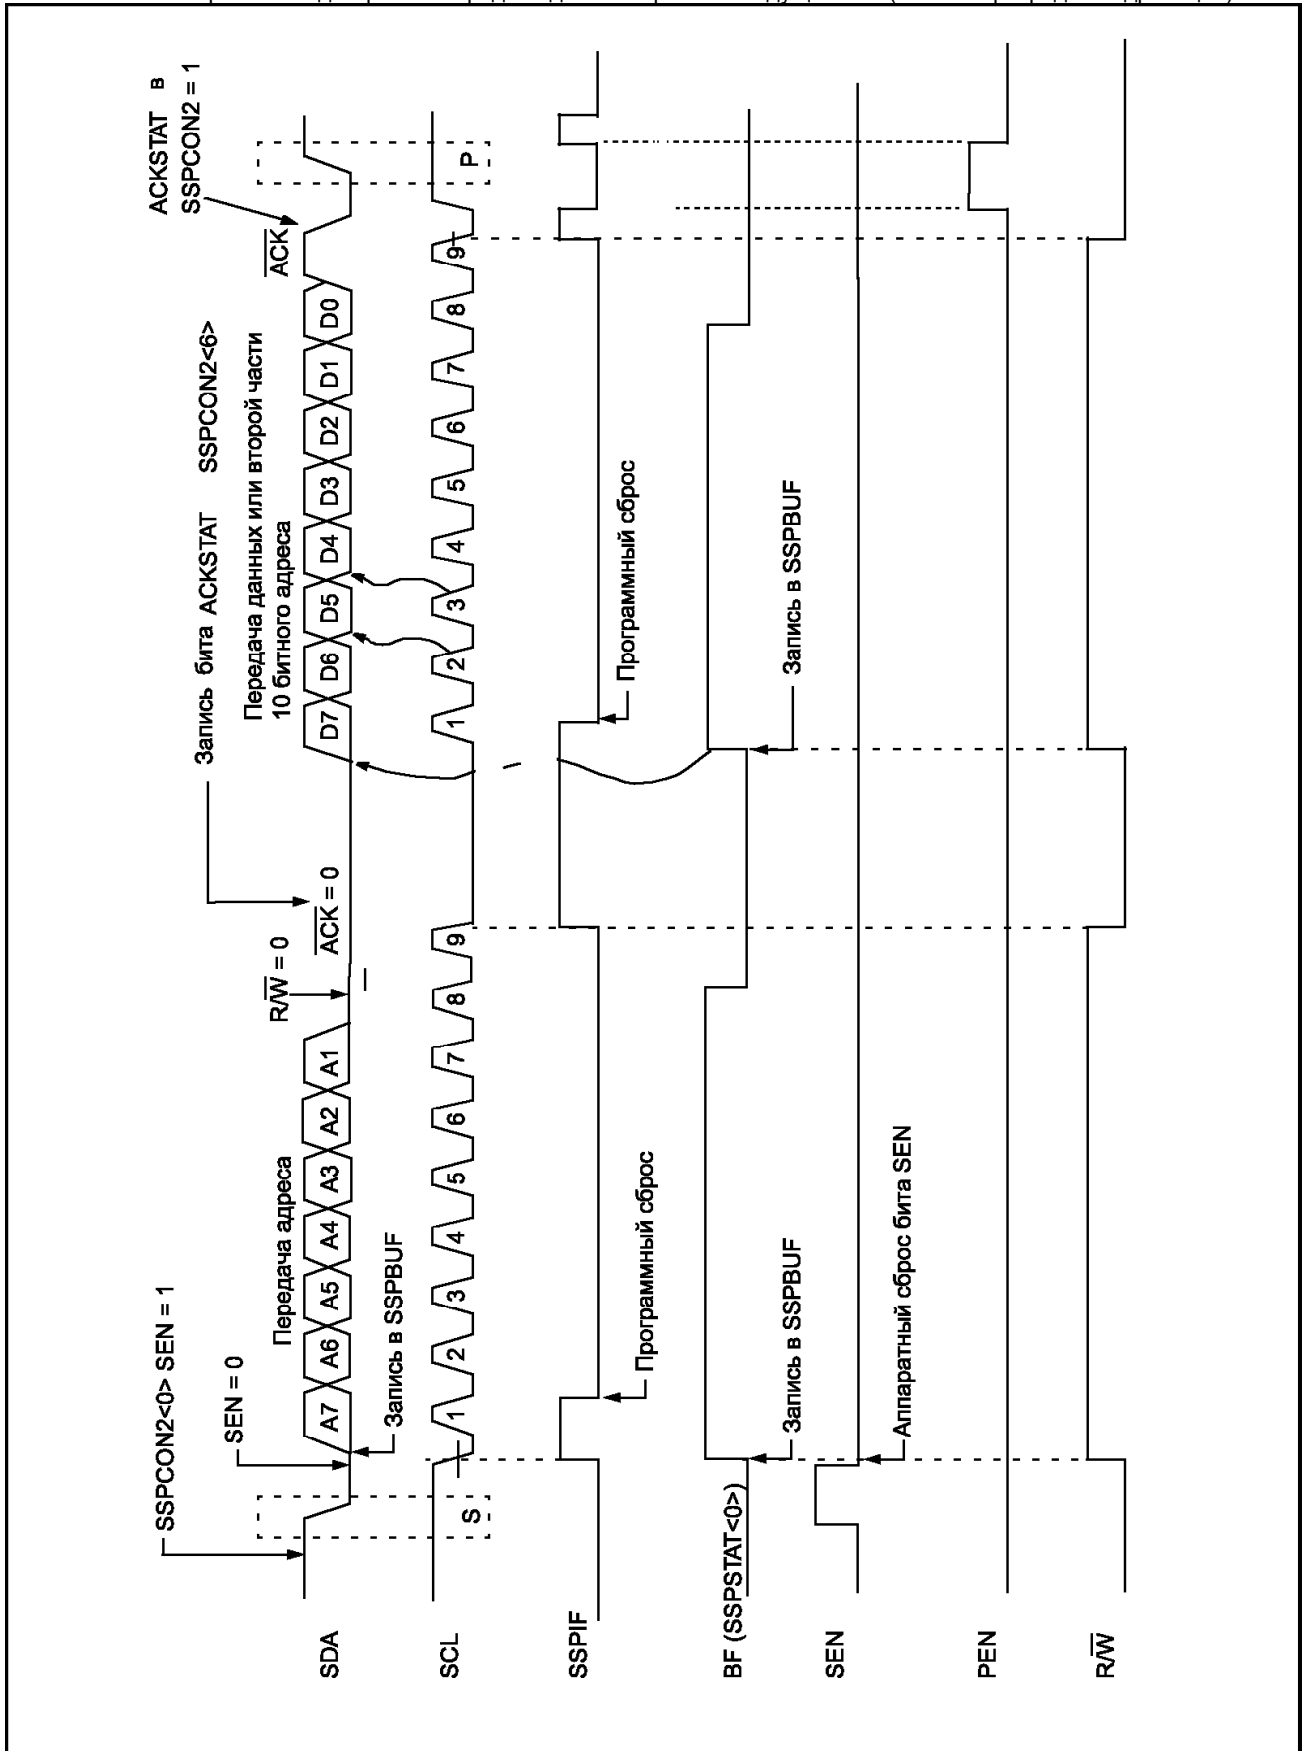 SSPCON2<0> SEN = 1
SEN = 0
Запись бита ACKSTAT SSPCON2<6>
ACKSTAT в
SSPCON2 = 1
Передача адреса
R/W = 0
ACK = 0
Передача данных или второй части
10 битного адреса
ACK
SDA
A7 A6 A5 A4 A3 A2 A1
D7 D6 D5 D4 D3 D2 D1 D0
Запись в SSPBUF
SCL
S
1 2 3 4 5 6 7 8 9
1 2 3 4 5 6 7 8 9
P
SSPIF
Программный сброс
Программный сброс
BF (SSPSTAT<0>)
Запись в SSPBUF
Запись в SSPBUF
SEN
Аппаратный сброс бита SEN
PEN
R/W